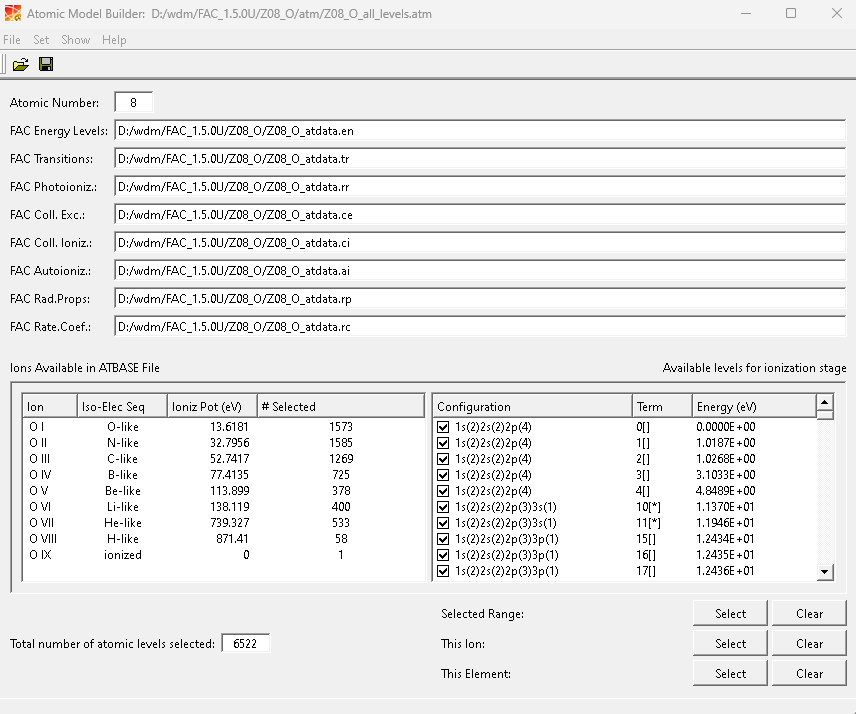 Atomic Model Builder: D:/wdm/FAC_1.5.0U/Z08_O/atm/Z08_O_all_levels.atm
File Set Show Help
Atomic Number: 8
FAC Energy Levels: D:/wdm/FAC_1.5.0U/Z08_O/Z08_O_atdata.en
FAC Transitions: D:/wdm/FAC_1.5.0U/Z08_O/Z08_O_atdata.tr
FAC Photoioniz.: D:/wdm/FAC_1.5.0U/Z08_O/Z08_O_atdata.rr
FAC Coll. Exc.: D:/wdm/FAC_1.5.0U/Z08_O/Z08_O_atdata.ce
FAC Coll. Ioniz.: D:/wdm/FAC_1.5.0U/Z08_O/Z08_O_atdata.ci
FAC Autoioniz.: D:/wdm/FAC_1.5.0U/Z08_O/Z08_O_atdata.ai
FAC Rad.Props: D:/wdm/FAC_1.5.0U/Z08_O/Z08_O_atdata.rp
FAC Rate.Coef.: D:/wdm/FAC_1.5.0U/Z08_O/Z08_O_atdata.rc
Ions Available in ATBASE File
Ion Iso-Elec Seq Ioniz Pot (eV) # Selected
O I O-like 13.6181 1573
O II N-like 32.7956 1585
O III C-like 52.7417 1269
O IV B-like 77.4135 725
O V Be-like 113.899 378
O VI Li-like 138.119 400
O VII He-like 739.327 533
O VIII H-like 871.41 58
O IX ionized 0 1
Available levels for ionization stage
Configuration Term Energy (eV)
1s(2)2s(2)2p(4) 0[] 0.0000E+00
1s(2)2s(2)2p(4) 1[] 1.0187E+01
1s(2)2s(2)2p(4) 2[] 1.0268E+01
1s(2)2s(2)2p(4) 3[] 3.1033E+00
1s(2)2s(2)2p(4) 4[] 4.8489E+00
1s(2)2s(2)2p(3)3s(1) 10[*] 1.1370E+01
1s(2)2s(2)2p(3)3s(1) 11[*] 1.1946E+01
1s(2)2s(2)2p(3)3p(1) 15[] 1.2434E+01
1s(2)2s(2)2p(3)3p(1) 16[] 1.2435E+01
1s(2)2s(2)2p(3)3p(1) 17[] 1.2436E+01
Selected Range: Select Clear
Total number of atomic levels selected: 6522
This Ion: Select Clear
This Element: Select Clear